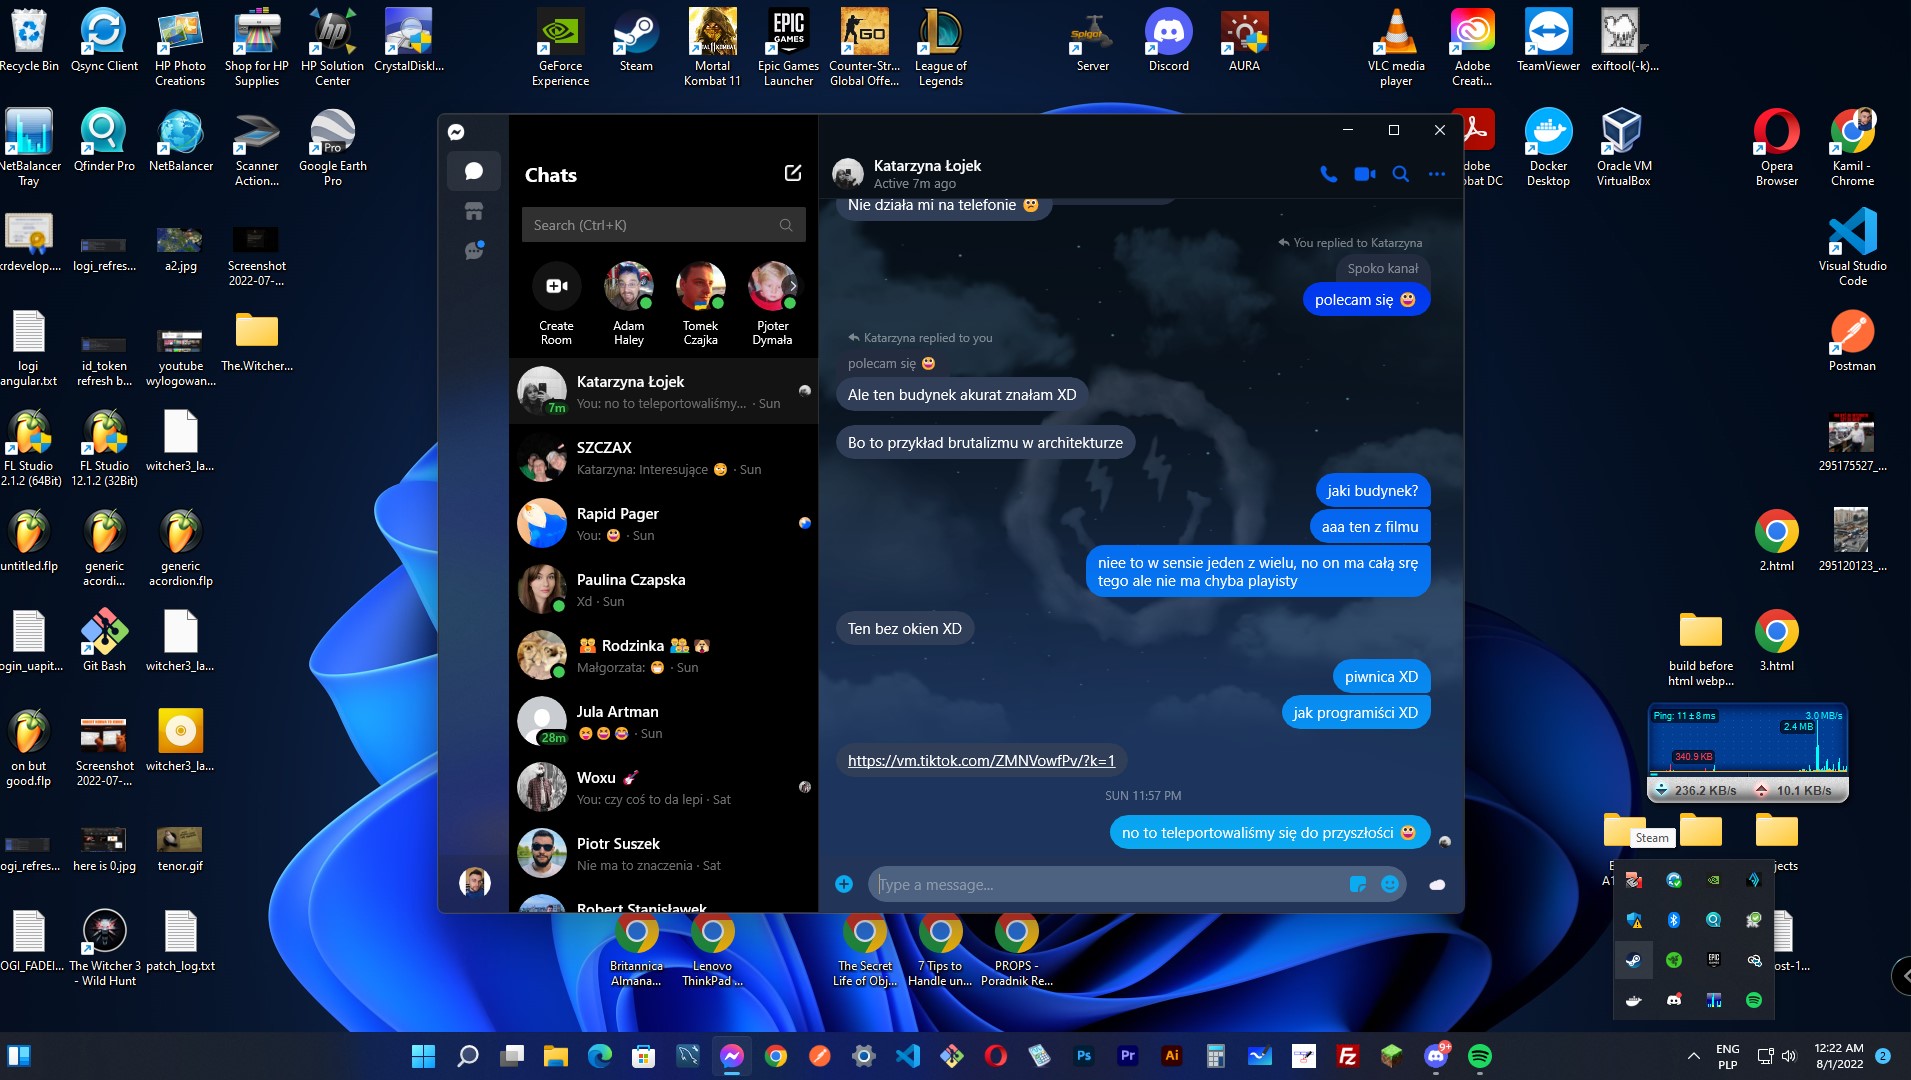 Recycle Bin
Qsync Client
HP Photo
Creations
Shop for HP
Supplies
HP Solution
Center
CrystalDiskI...
GeForce
Experience
Steam
Mortal
Kombat 11
Epic Games
Launcher
Counter-Str...
Global Offe...
League of
Legends
Server
Discord
AURA
VLC media
player
Adobe
Creati...
TeamViewer
exiftool(-k)...
NetBalancer
Tray
Qfinder Pro
NetBalancer
Scanner
Action...
Google Earth
Pro
Docker
Desktop
Oracle VM
VirtualBox
Opera
Browser
Kamil -
Chrome
krdevelop....
logi_refres...
a2.jpg
Screenshot
2022-07-...
Visual Studio
Code
logi
angular.txt
id_token
refresh b...
youtube
wylogowan...
The.Witcher...
Postman
FL Studio
12.1.2 (64Bit)
FL Studio
12.1.2 (32Bit)
witcher3_la...
295175527_...
untitled.flp
generic
acordi...
generic
acordion.flp
2.html
295120123_...
login_uapit...
Git Bash
witcher3_la...
build before
html webp...
3.html
on but
good.flp
Screenshot
2022-07-...
witcher3_la...
logi_refres...
here is 0.jpg
tenor.gif
LOGI_FADEI...
The Witcher 3
- Wild Hunt
patch_log.txt
Britannica
Almana...
Lenovo
ThinkPad ...
The Secret
Life of Obj...
7 Tips to
Handle un...
PROPS -
Poradnik Re...
Chats
Search (Ctrl+K)
Create
Room
Adam
Haley
Tomek
Czajka
Pjoter
Dymała
Katarzyna Łojek
You: no to teleportowaliśmy... · Sun
7m
SZCZAX
Katarzyna: Interesujące 😳 · Sun
Rapid Pager
You: 😀 · Sun
Paulina Czapska
Xd · Sun
Rodzinka
Małgorzata: 😁 · Sun
Jula Artman
😝 😄 😂 · Sun
28m
Woxu 🎸
You: czy coś to da lepi · Sat
Piotr Suszek
Nie ma to znaczenia · Sat
Robert Stanisławek
Katarzyna Łojek
Active 7m ago
Nie działa mi na telefonie 😕
You replied to Katarzyna
Spoko kanał
polecam się 😀
Katarzyna replied to you
polecam się 😀
Ale ten budynek akurat znałam XD
Bo to przykład brutalizmu w architekturze
jaki budynek?
aaa ten z filmu
niee to w sensie jeden z wielu, no on ma całą srę
tego ale nie ma chyba playisty
Ten bez okien XD
piwnica XD
jak programiści XD
https://vm.tiktok.com/ZMNVowfPv/?k=1
SUN 11:57 PM
no to teleportowaliśmy się do przyszłości 😀
Type a message...
Ping: 11 ± 8 ms
3.0 MB/s
2.4 MB
340.9 KB
236.2 KB/s
10.1 KB/s
Steam
ENG
PLP
12:22 AM
8/1/2022
2
9+